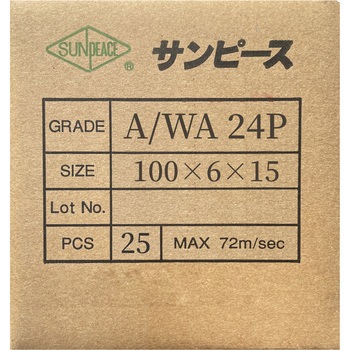 SUNPEACE ® サンピース
GRADE A/WA 24P
SIZE 100×6×15
Lot No.
PCS 25 MAX 72m/sec